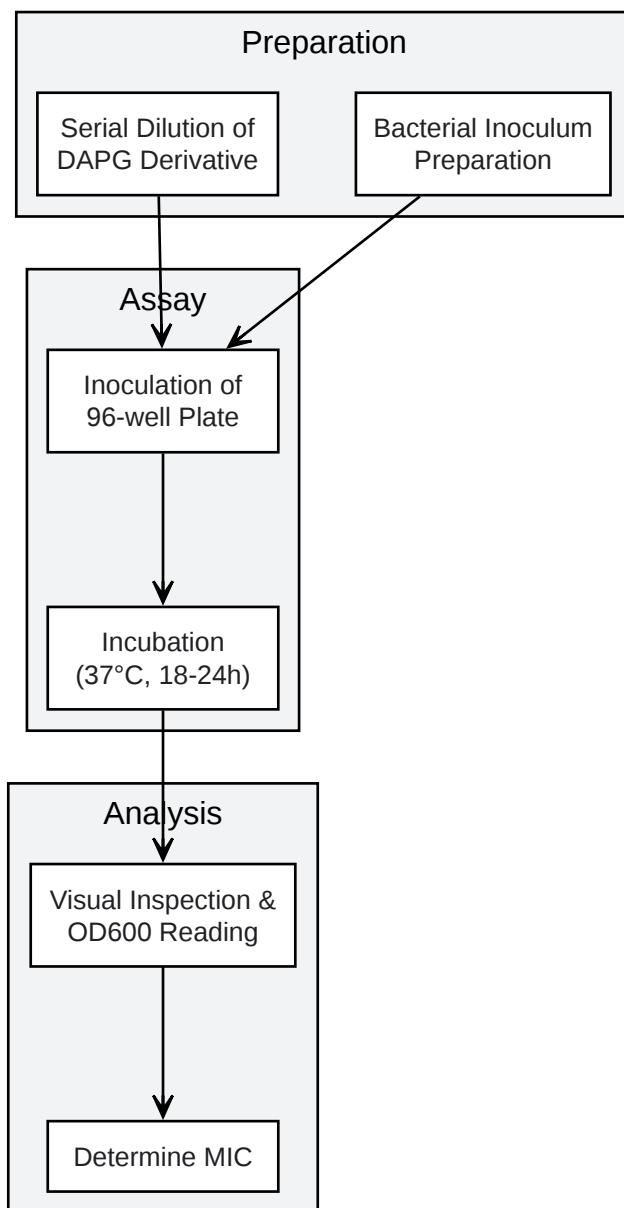 Preparation
Serial Dilution of
DAPG Derivative
Bacterial Inoculum
Preparation
Assay
Inoculation of
96-well Plate
Incubation
(37°C, 18-24h)
Analysis
Visual Inspection &
OD600 Reading
Determine MIC